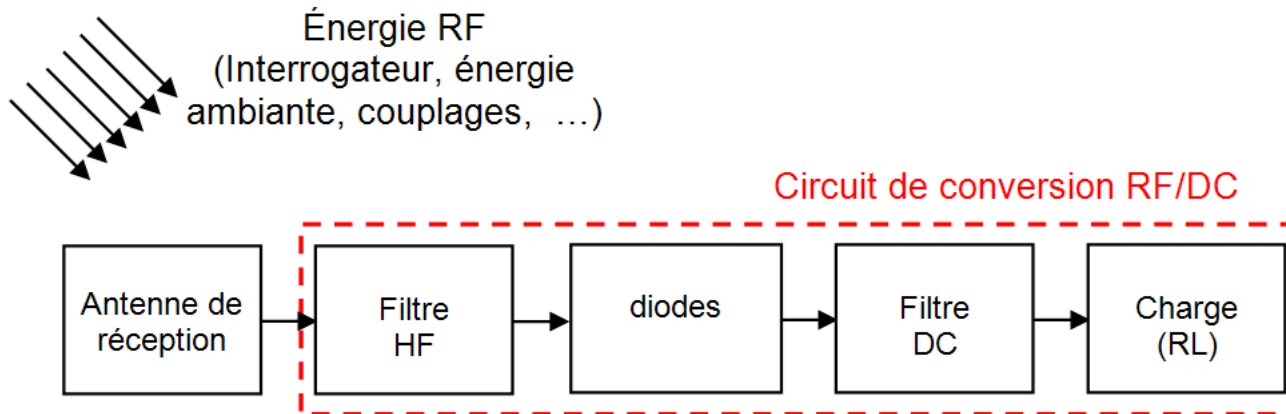 Énergie RF
(Interrogateur, énergie
ambiante, couplages, ...)
Circuit de conversion RF/DC
Antenne de
réception
Filtre
HF
diodes
Filtre
DC
Charge
(RL)